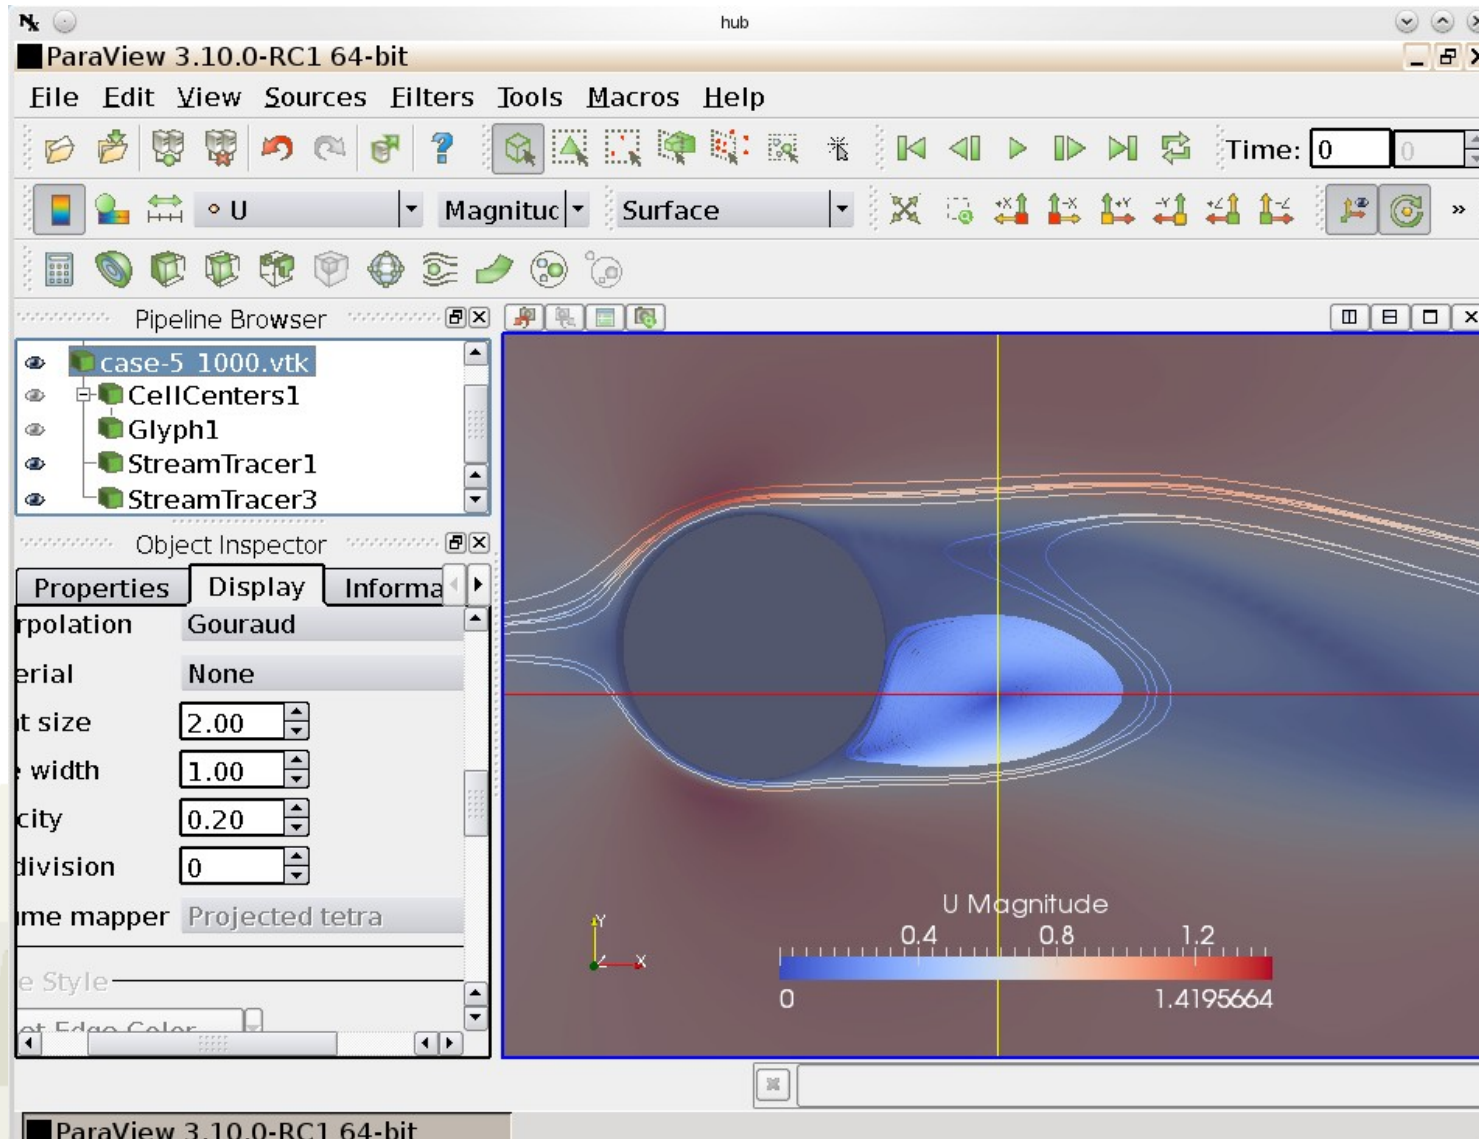 hub
ParaView 3.10.0-RC1 64-bit
File Edit View Sources Filters Tools Macros Help
Time: 0 0
U Magnituc Surface +X -X +Y -Y +Z -Z »
Pipeline Browser
case-5_1000.vtk
CellCenters1
Glyph1
StreamTracer1
StreamTracer3
Object Inspector
Properties Display Informa
rpolation Gouraud
erial None
t size 2.00
width 1.00
city 0.20
division 0
ume mapper Projected tetra
e Style
U Magnitude
0.4 0.8 1.2
0 1.4195664
Y
Z X
ParaView 3.10.0-RC1 64-bit